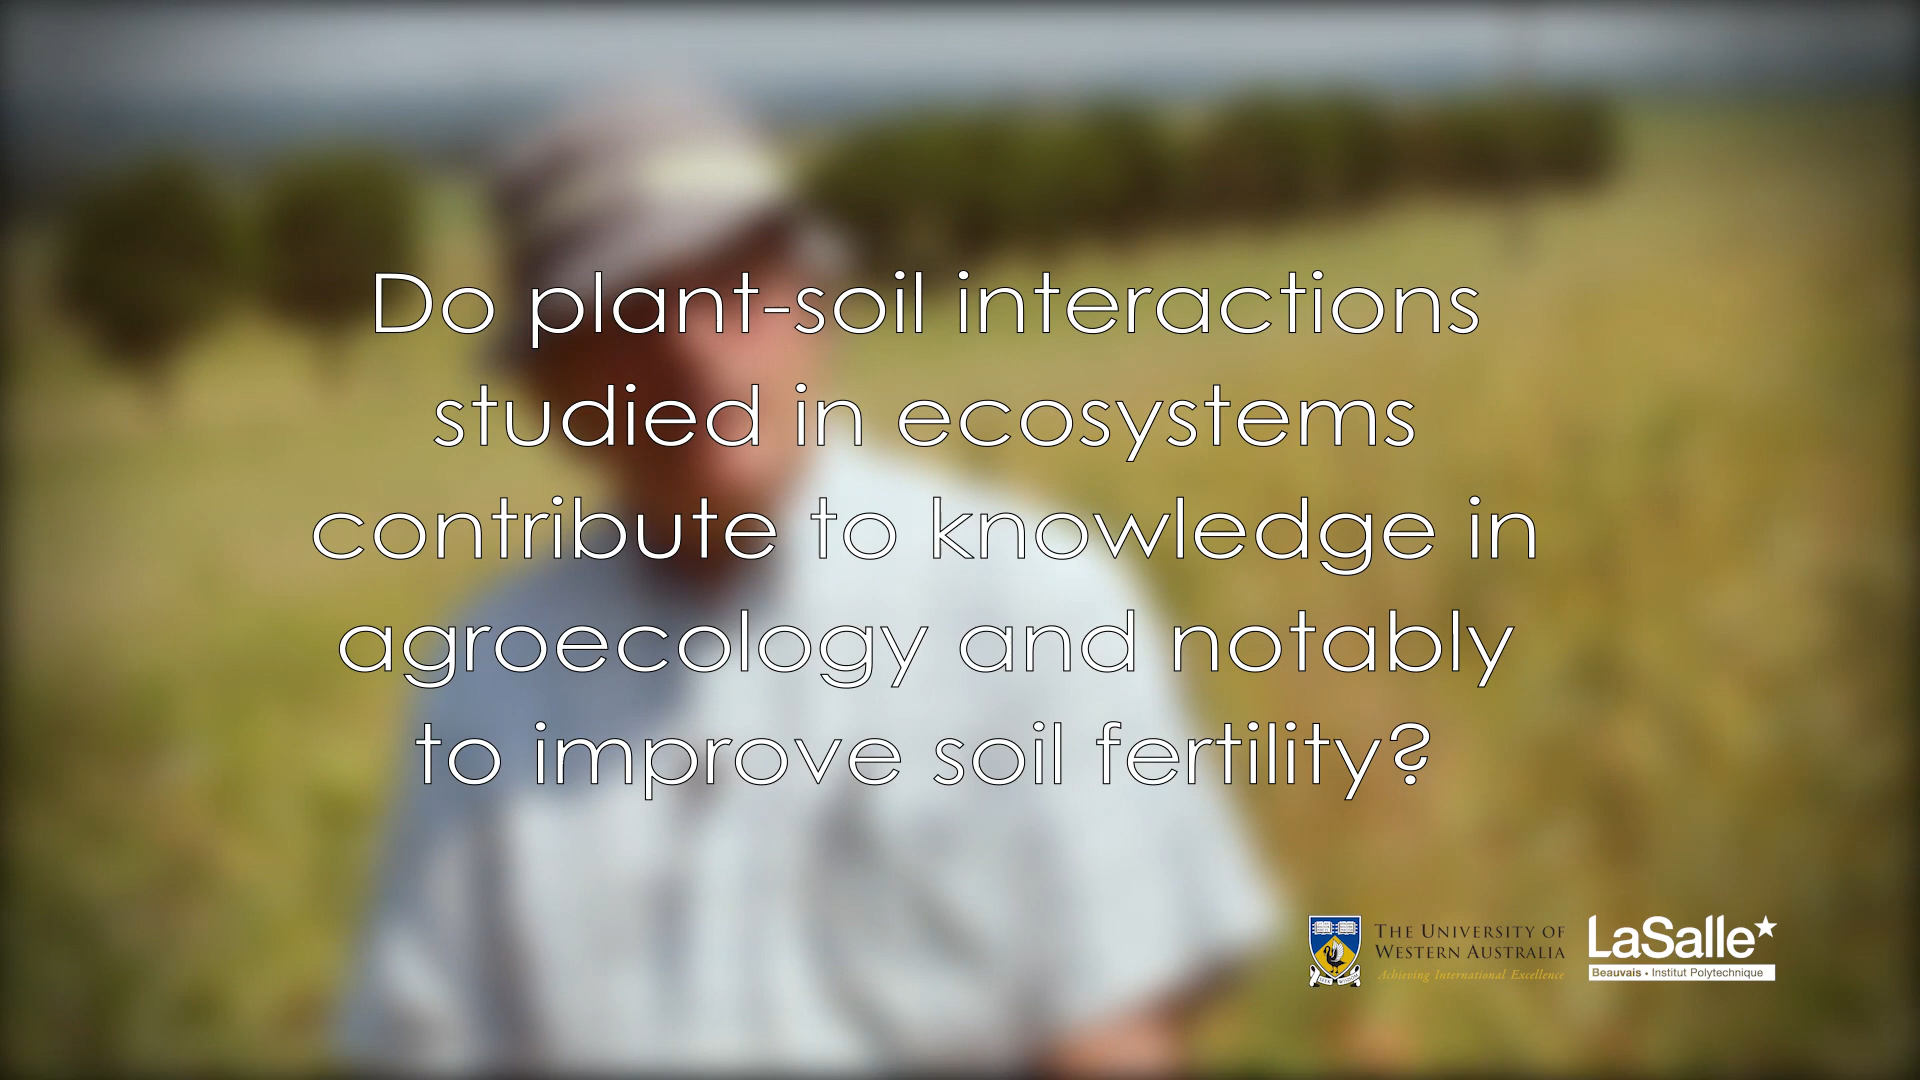 Do plant-soil interactions
studied in ecosystems
contribute to knowledge in
agroecology and notably
to improve soil fertility?
THE UNIVERSITY OF
WESTERN AUSTRALIA
Achieving International Excellence
LaSalle
Beauvais • Institut Polytechnique